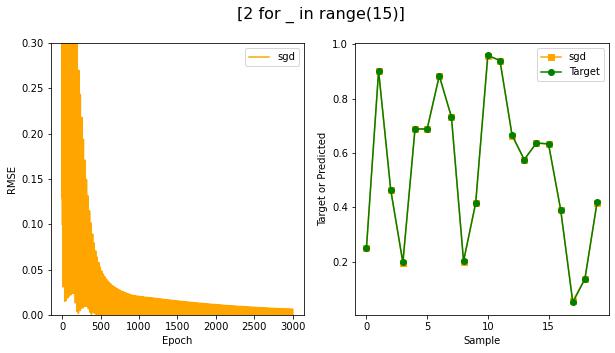 [2 for _ in range(15)]
0.30
0.25
0.20
0.15
0.10
0.05
0.00
RMSE
0 500 1000 1500 2000 2500 3000
Epoch
sgd
1.0
0.8
0.6
0.4
0.2
Target or Predicted
0 5 10 15
Sample
sgd
Target